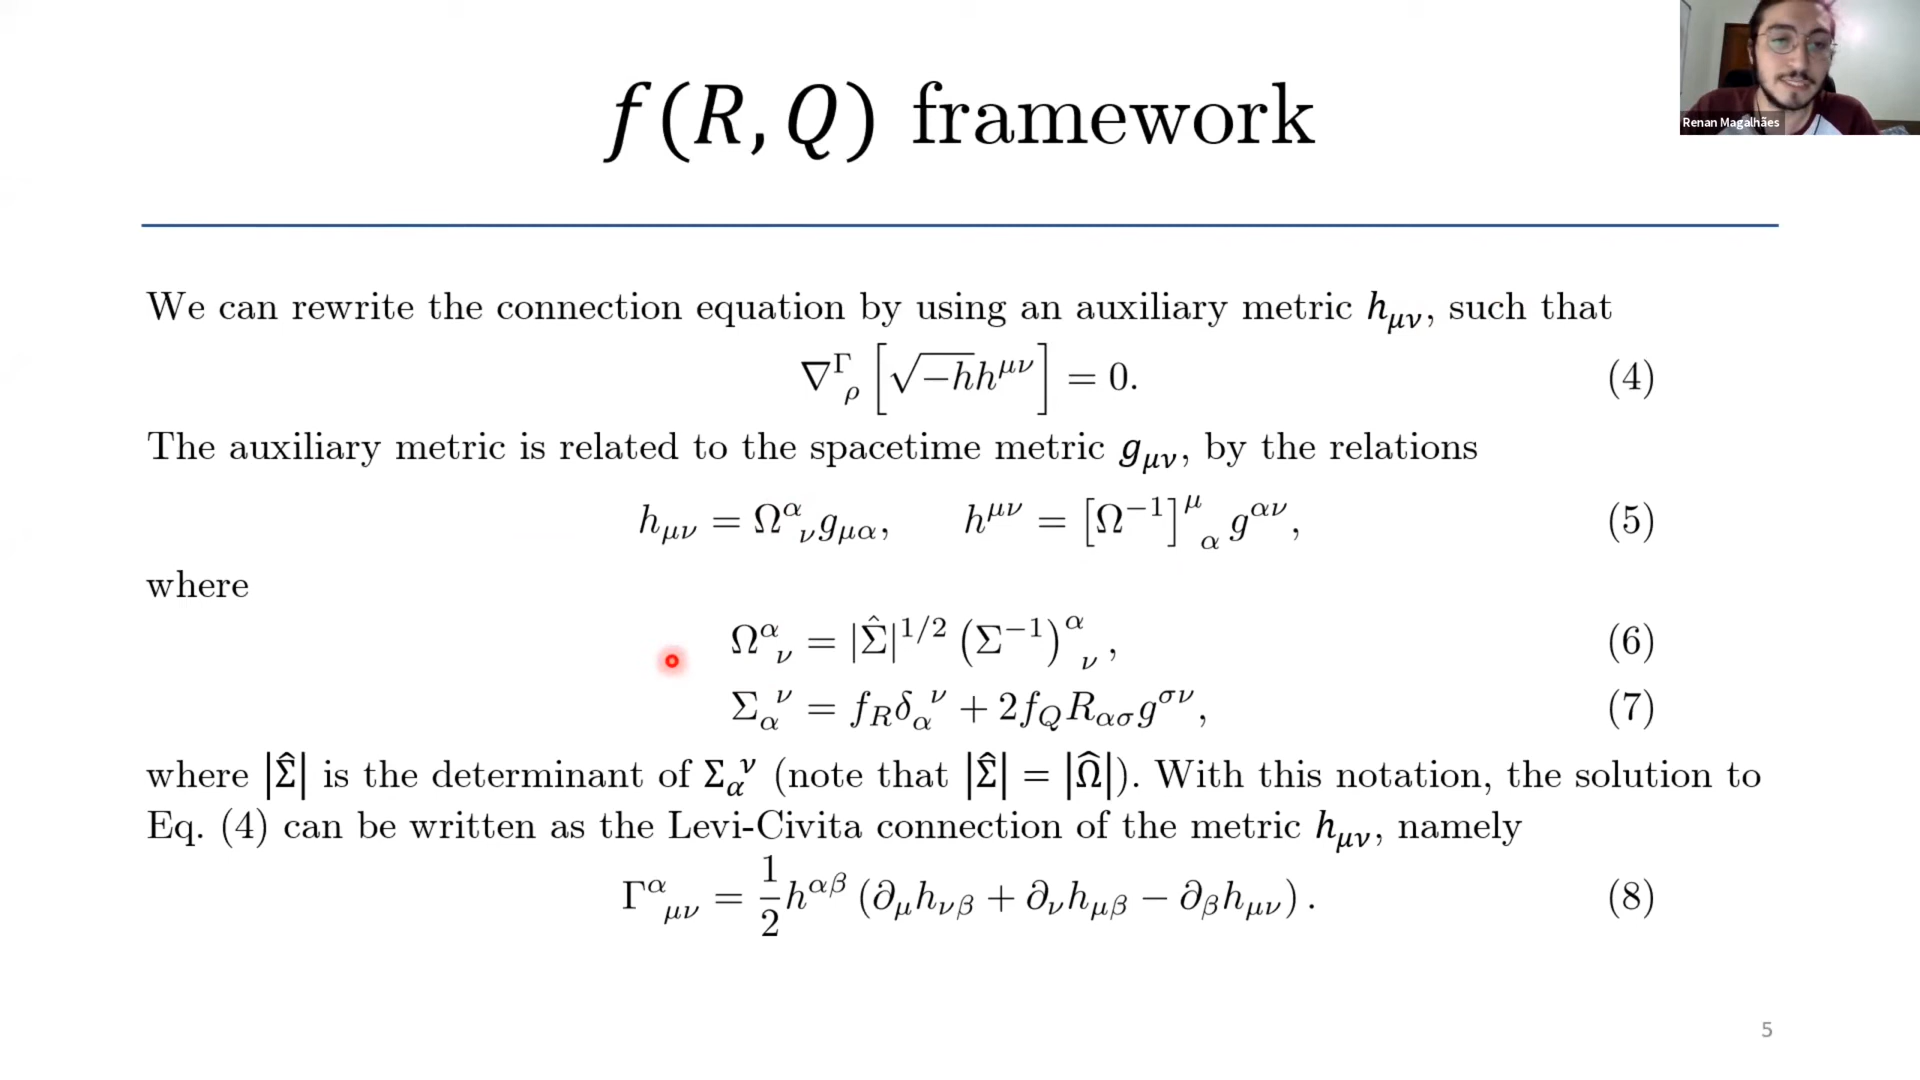 f(R, Q) framework
Renan Magalhães
We can rewrite the connection equation by using an auxiliary metric h_{μν}, such that
∇^Γ_ρ [√−h h^{μν}] = 0. (4)
The auxiliary metric is related to the spacetime metric g_{μν}, by the relations
h_{μν} = Ω^α_ν g_{μα}, h^{μν} = [Ω^{−1}]^μ_α g^{αν}, (5)
where
Ω^α_ν = |Σ̂|^{1/2} (Σ^{−1})^α_ν, (6)
Σ_α^ν = f_R δ_α^ν + 2f_Q R_{ασ} g^{σν}, (7)
where |Σ̂| is the determinant of Σ_α^ν (note that |Σ̂| = |Ω̂|). With this notation, the solution to
Eq. (4) can be written as the Levi-Civita connection of the metric h_{μν}, namely
Γ^α_{μν} = 1/2 h^{αβ} (∂_μ h_{νβ} + ∂_ν h_{μβ} − ∂_β h_{μν}). (8)
5